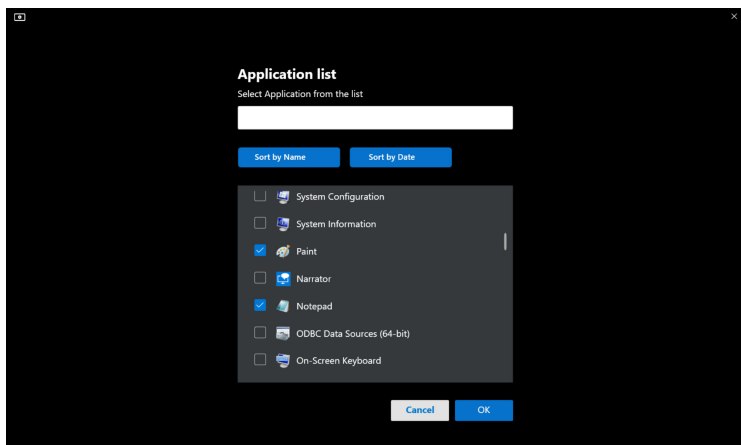 Application list
Select Application from the list
Sort by Name Sort by Date
System Configuration
System Information
Paint
Narrator
Notepad
ODBC Data Sources (64-bit)
On-Screen Keyboard
Cancel OK